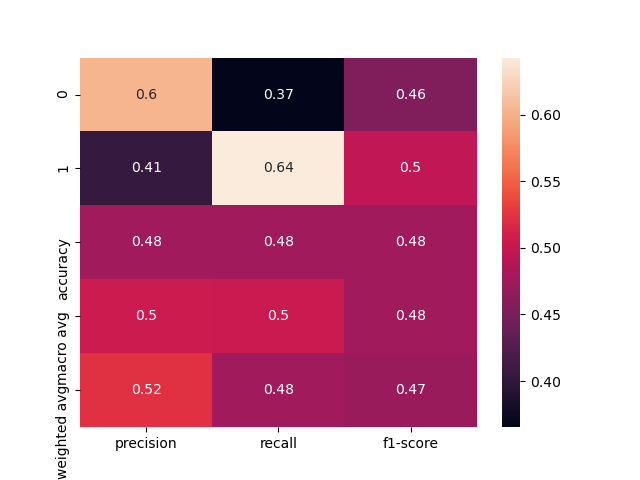 0 0.6 0.37 0.46
1 0.41 0.64 0.5
accuracy 0.48 0.48 0.48
macro avg 0.5 0.5 0.48
weighted avg 0.52 0.48 0.47
precision recall f1-score
0.60
0.55
0.50
0.45
0.40